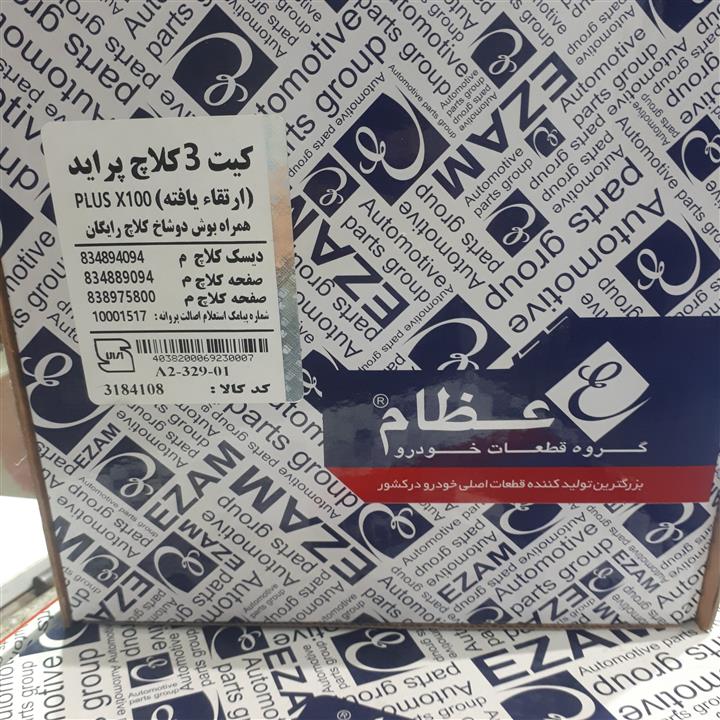 کیت 3 کلاچ پراید
(ارتقاء یافته) PLUS X100
همراه بوش دوشاخ کلاچ رایگان
دیسک کلاچ م 834894094
صفحه کلاچ م 834889094
صفحه کلاچ م 838975800
شماره پیامک استعلام اصالت پروانه : 10001517
4038200069230007
A2-329-01
کد کالا : 3184108
عظام ®
گروه قطعات خودرو
بزرگترین تولید کننده قطعات اصلی خودرو در کشور
EZAM
Automotive
parts group